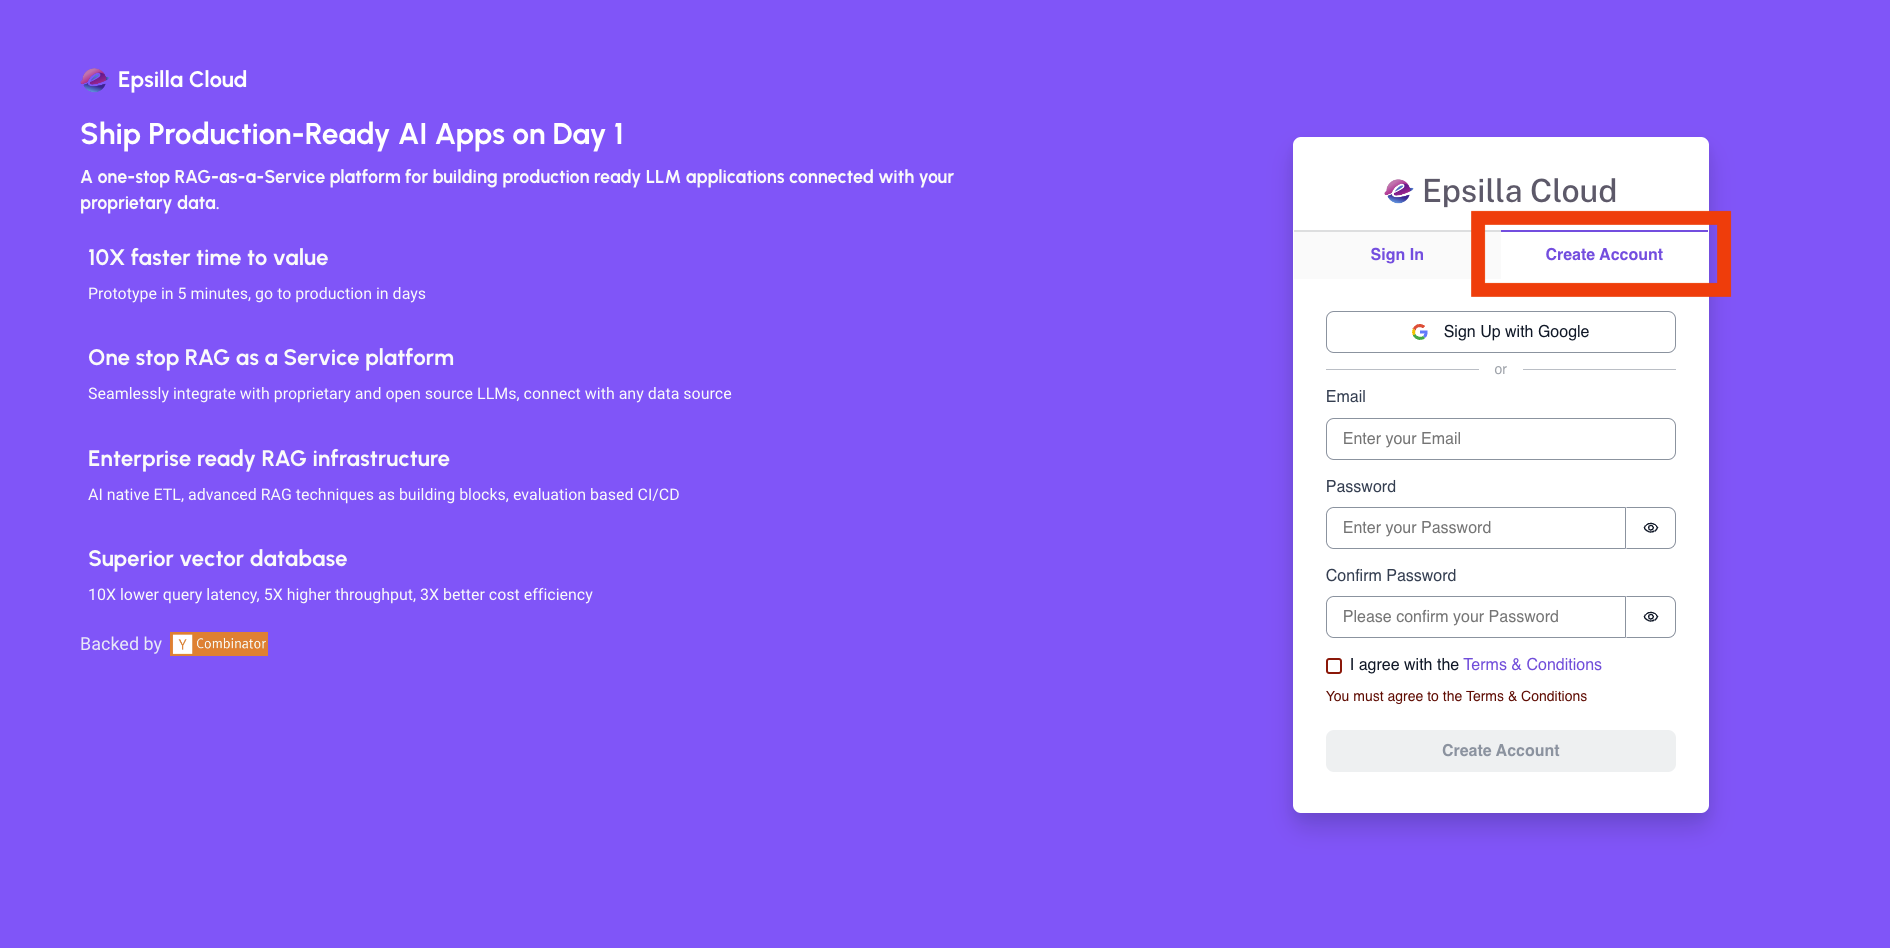 Epsilla Cloud
Ship Production-Ready AI Apps on Day 1
A one-stop RAG-as-a-Service platform for building production ready LLM applications connected with your
proprietary data.
10X faster time to value
Prototype in 5 minutes, go to production in days
One stop RAG as a Service platform
Seamlessly integrate with proprietary and open source LLMs, connect with any data source
Enterprise ready RAG infrastructure
AI native ETL, advanced RAG techniques as building blocks, evaluation based CI/CD
Superior vector database
10X lower query latency, 5X higher throughput, 3X better cost efficiency
Backed by Y Combinator
Epsilla Cloud
Sign In Create Account
Sign Up with Google
or
Email
Enter your Email
Password
Enter your Password
Confirm Password
Please confirm your Password
I agree with the Terms & Conditions
You must agree to the Terms & Conditions
Create Account